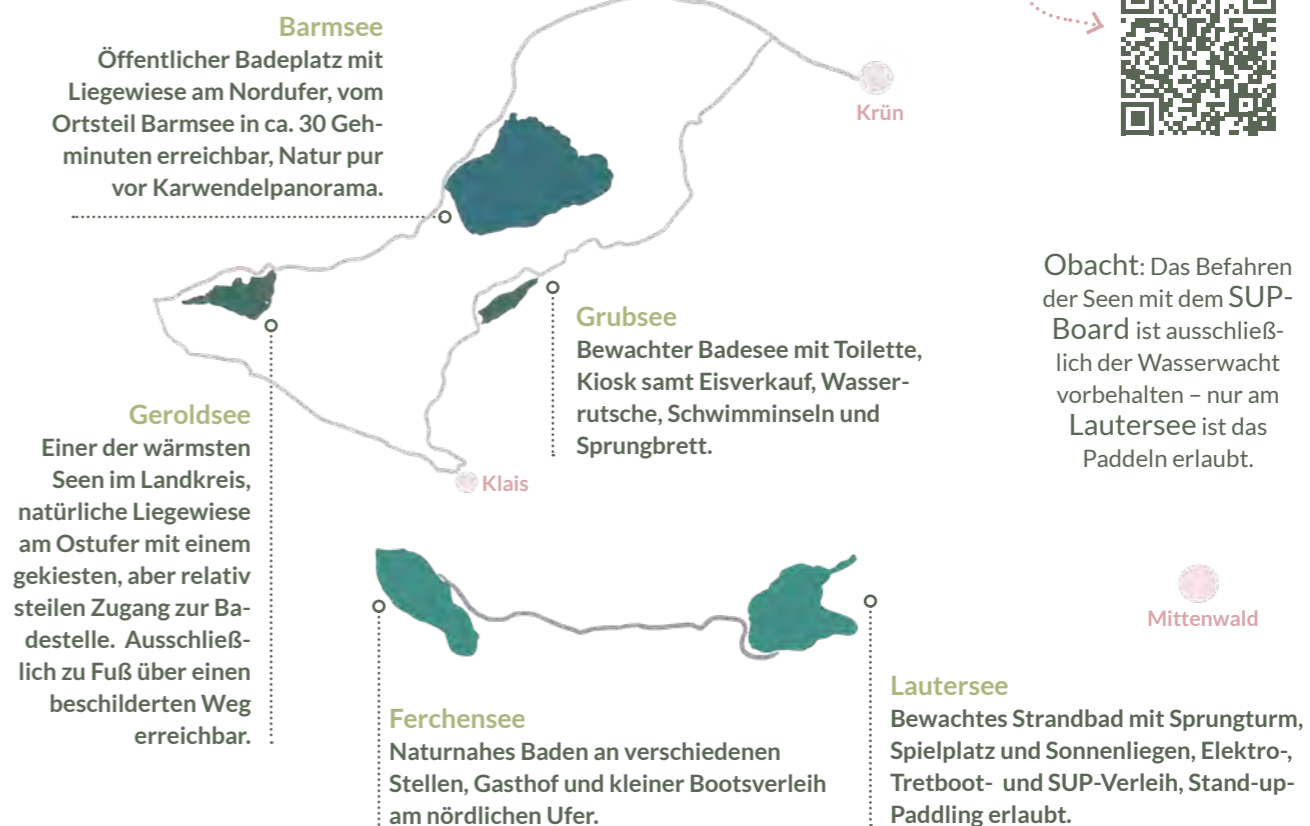 Barmsee
Öffentlicher Badeplatz mit
Liegewiese am Nordufer, vom
Ortsteil Barmsee in ca. 30 Geh-
minuten erreichbar, Natur pur
vor Karwendelpanorama.
Krün
Obacht: Das Befahren
der Seen mit dem SUP-
Board ist ausschließ-
lich der Wasserwacht
vorbehalten – nur am
Lautersee ist das
Paddeln erlaubt.
Grubsee
Bewachter Badesee mit Toilette,
Kiosk samt Eisverkauf, Wasser-
rutsche, Schwimminseln und
Sprungbrett.
Geroldsee
Einer der wärmsten
Seen im Landkreis,
natürliche Liegewiese
am Ostufer mit einem
gekiesten, aber relativ
steilen Zugang zur Ba-
destelle. Ausschließ-
lich zu Fuß über einen
beschilderten Weg
erreichbar.
Klais
Mittenwald
Ferchensee
Naturnahes Baden an verschiedenen
Stellen, Gasthof und kleiner Bootsverleih
am nördlichen Ufer.
Lautersee
Bewachtes Strandbad mit Sprungturm,
Spielplatz und Sonnenliegen, Elektro-,
Tretboot- und SUP-Verleih, Stand-up-
Paddling erlaubt.